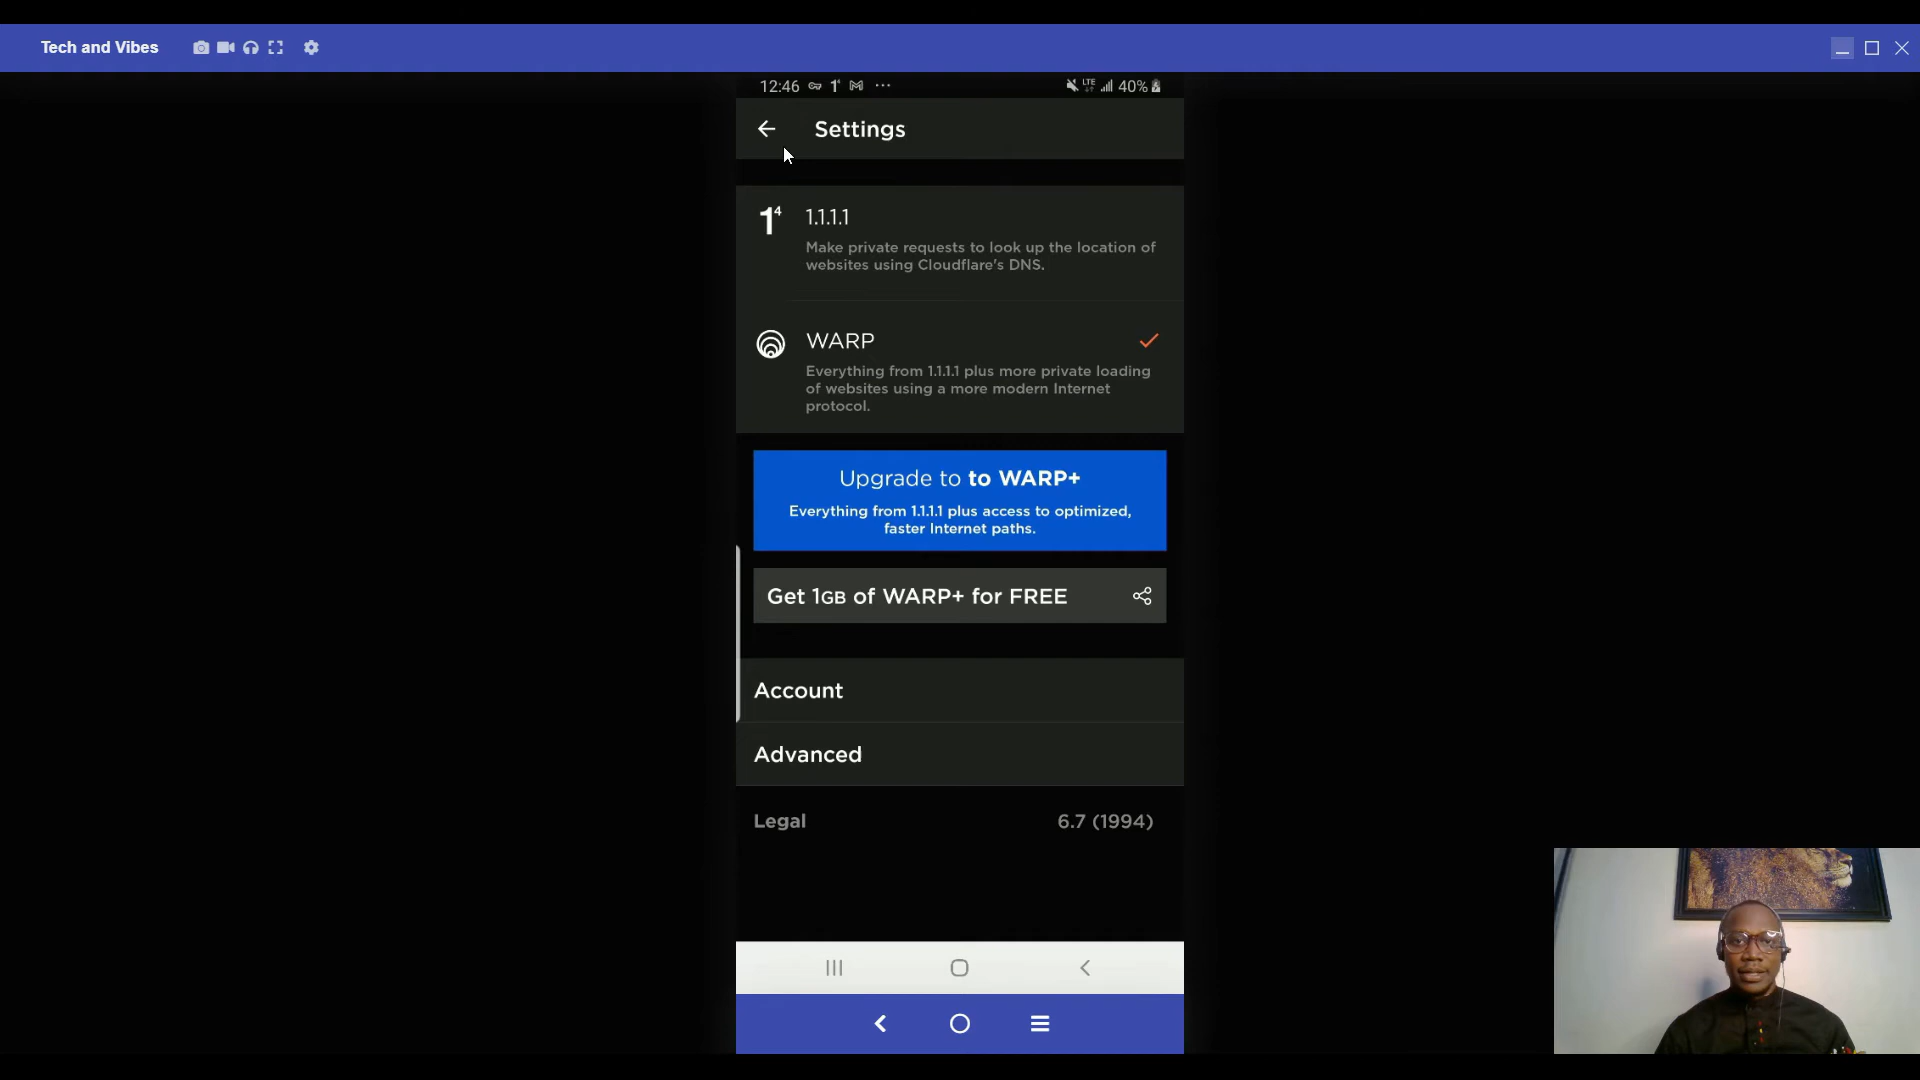 Tech and Vibes
12:46 1⁴ ··· LTE 40%
Settings
1⁴ 1.1.1.1
Make private requests to look up the location of
websites using Cloudflare's DNS.
WARP
Everything from 1.1.1.1 plus more private loading
of websites using a more modern Internet
protocol.
Upgrade to to WARP+
Everything from 1.1.1.1 plus access to optimized,
faster Internet paths.
Get 1GB of WARP+ for FREE
Account
Advanced
Legal 6.7 (1994)